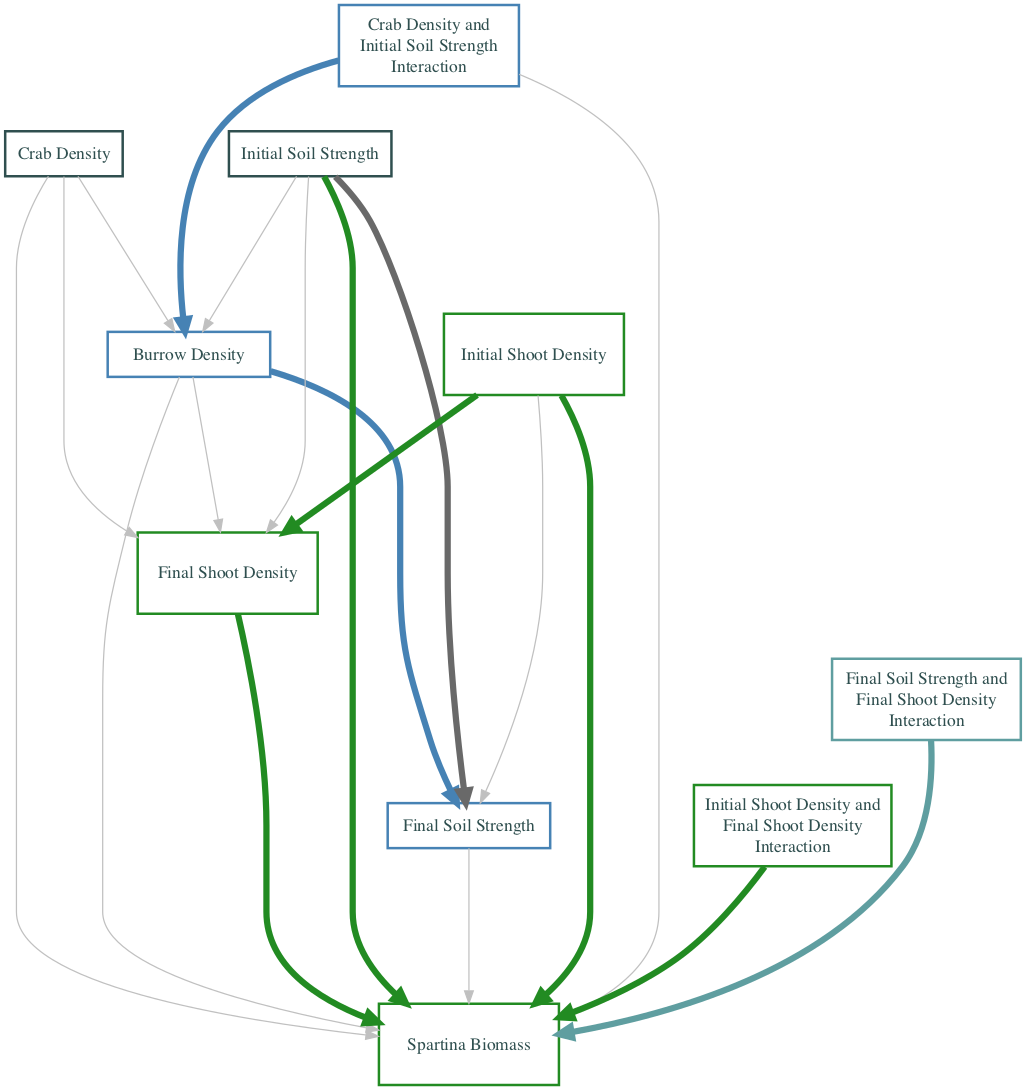 Crab Density and
Initial Soil Strength
Interaction
Crab Density
Initial Soil Strength
Burrow Density
Initial Shoot Density
Final Shoot Density
Final Soil Strength and
Final Shoot Density
Interaction
Initial Shoot Density and
Final Shoot Density
Interaction
Final Soil Strength
Spartina Biomass